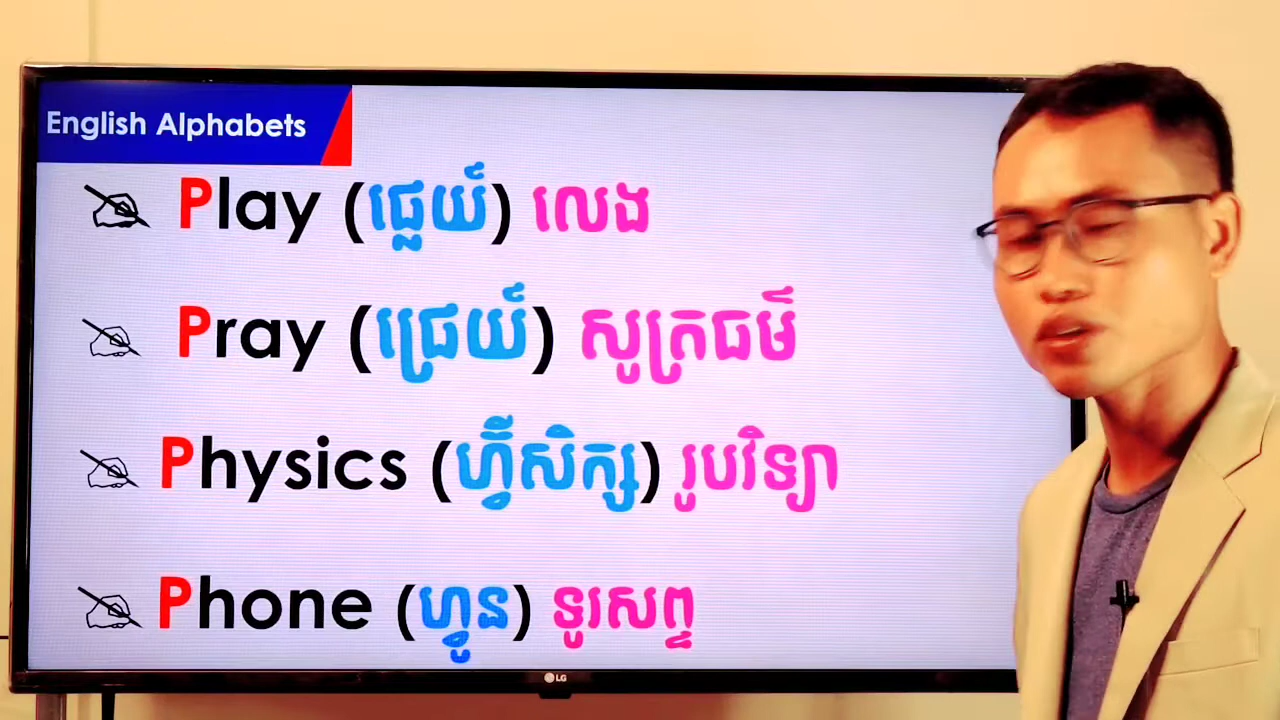 English Alphabets
Play (ផ្លេយ៍) លេង
Pray (ជ្រេយ៍) សូត្រធម៌
Physics (ហ្វ៊ីសិក្ស) រូបវិទ្យា
Phone (ហ្វូន) ទូរសព្ទ
LG